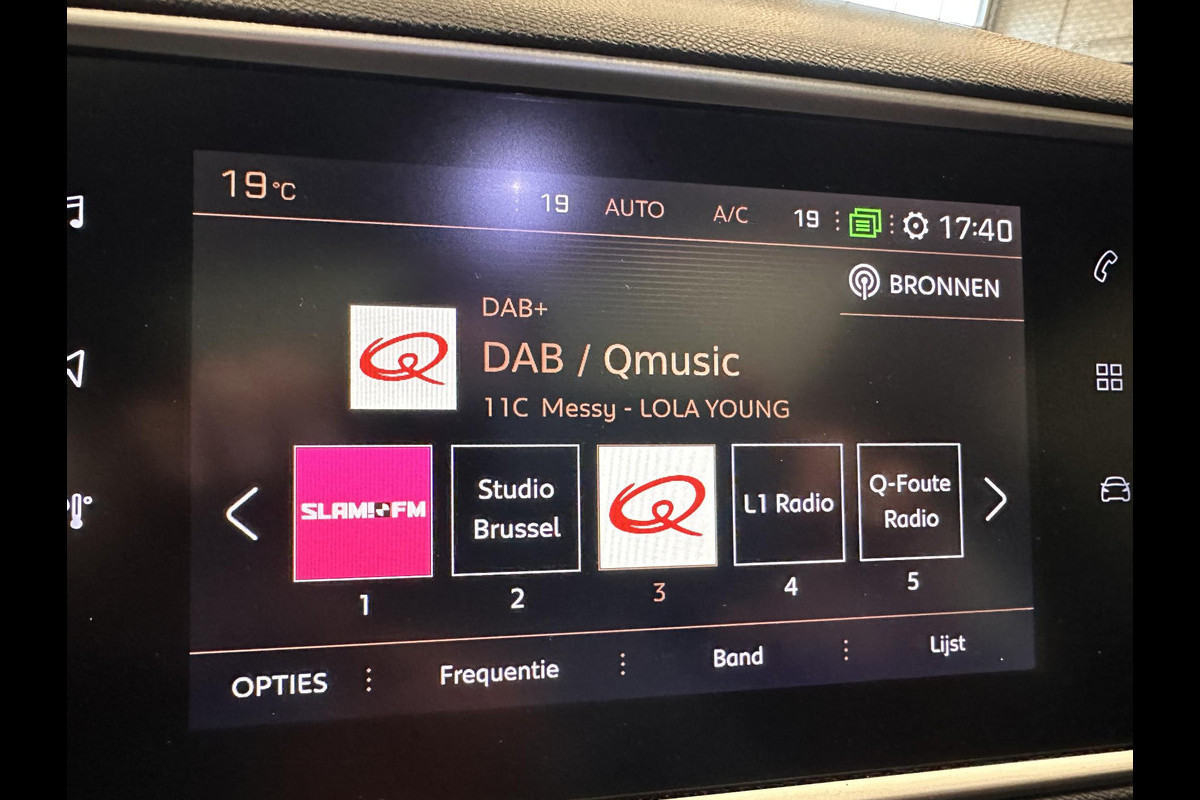 19°C 19 AUTO A/C 19 17:40
BRONNEN
DAB+
DAB / Qmusic
11C Messy - LOLA YOUNG
SLAM!FM
Studio
Brussel
L1 Radio
Q-Foute
Radio
1 2 3 4 5
OPTIES Frequentie Band Lijst